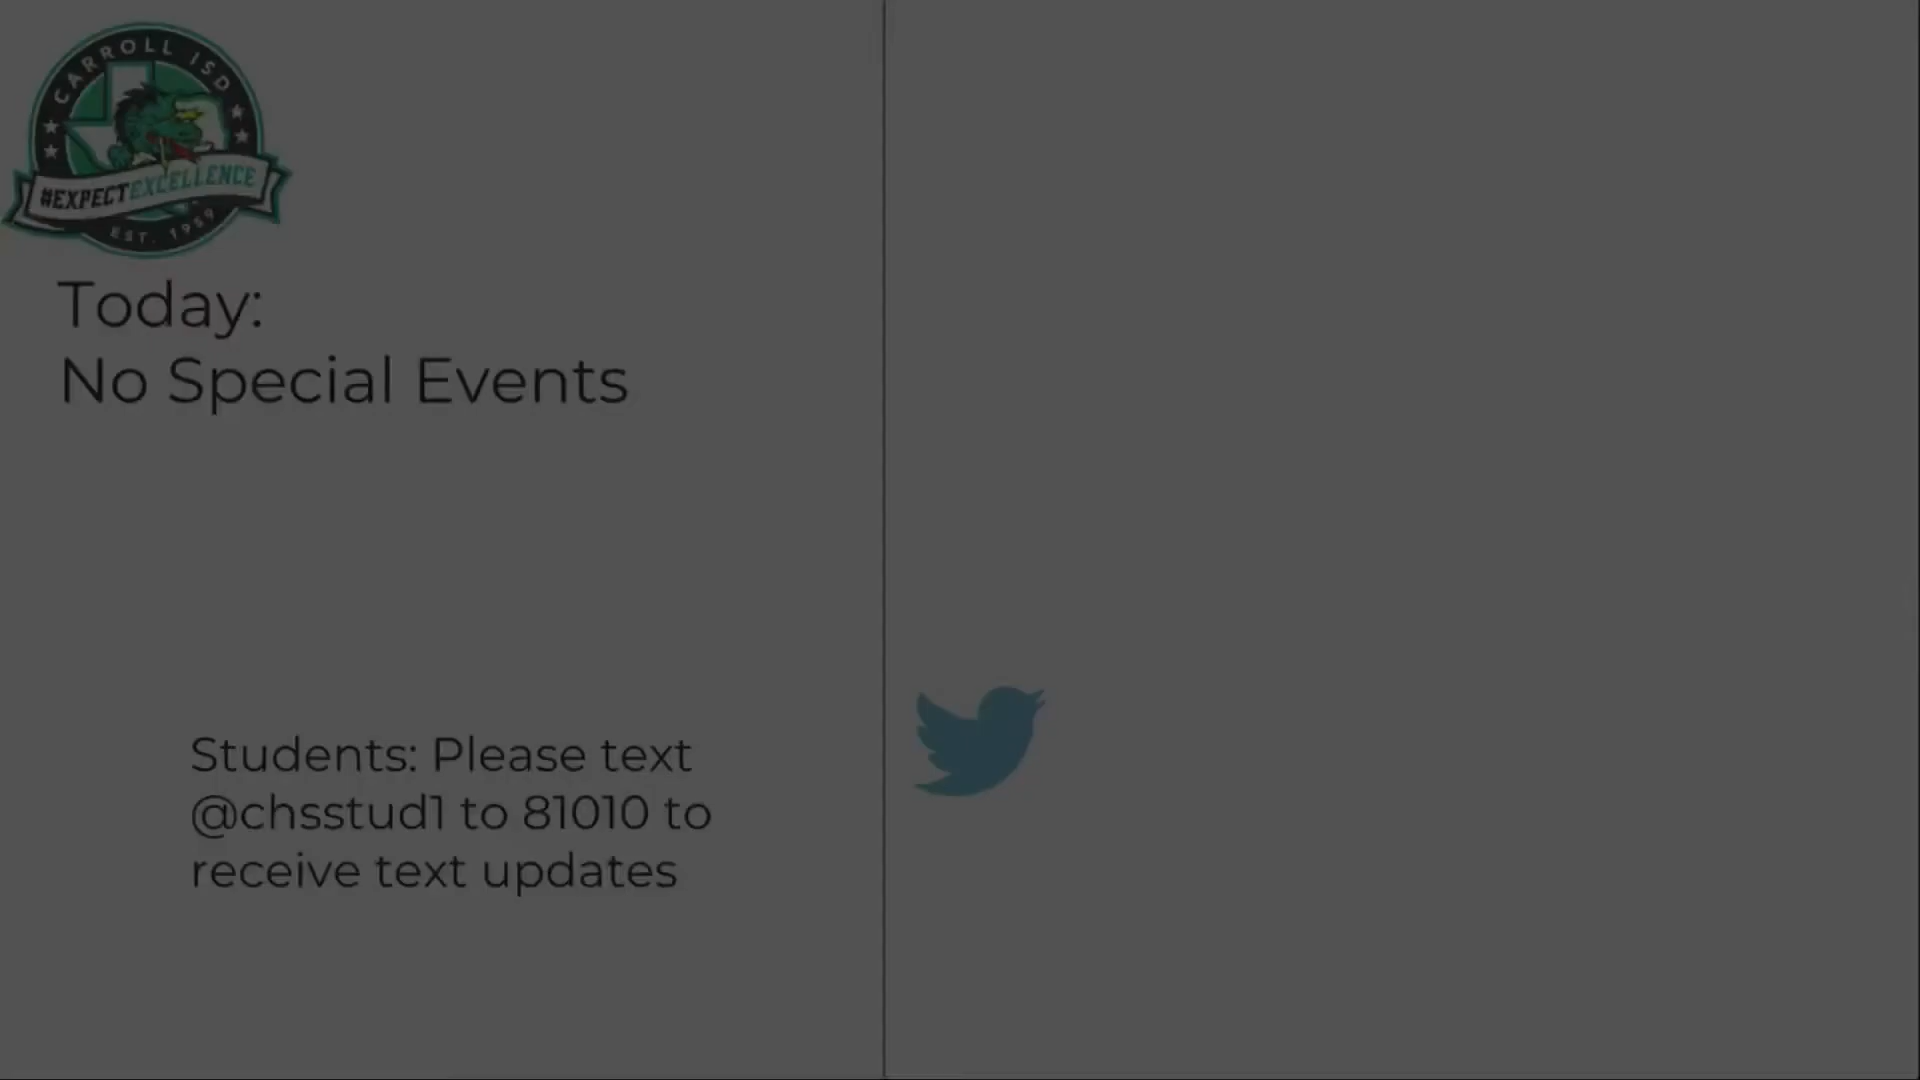 CARROLL ISD
#EXPECTEXCELLENCE
EST. 1959
Today:
No Special Events
Students: Please text
@chsstud1 to 81010 to
receive text updates